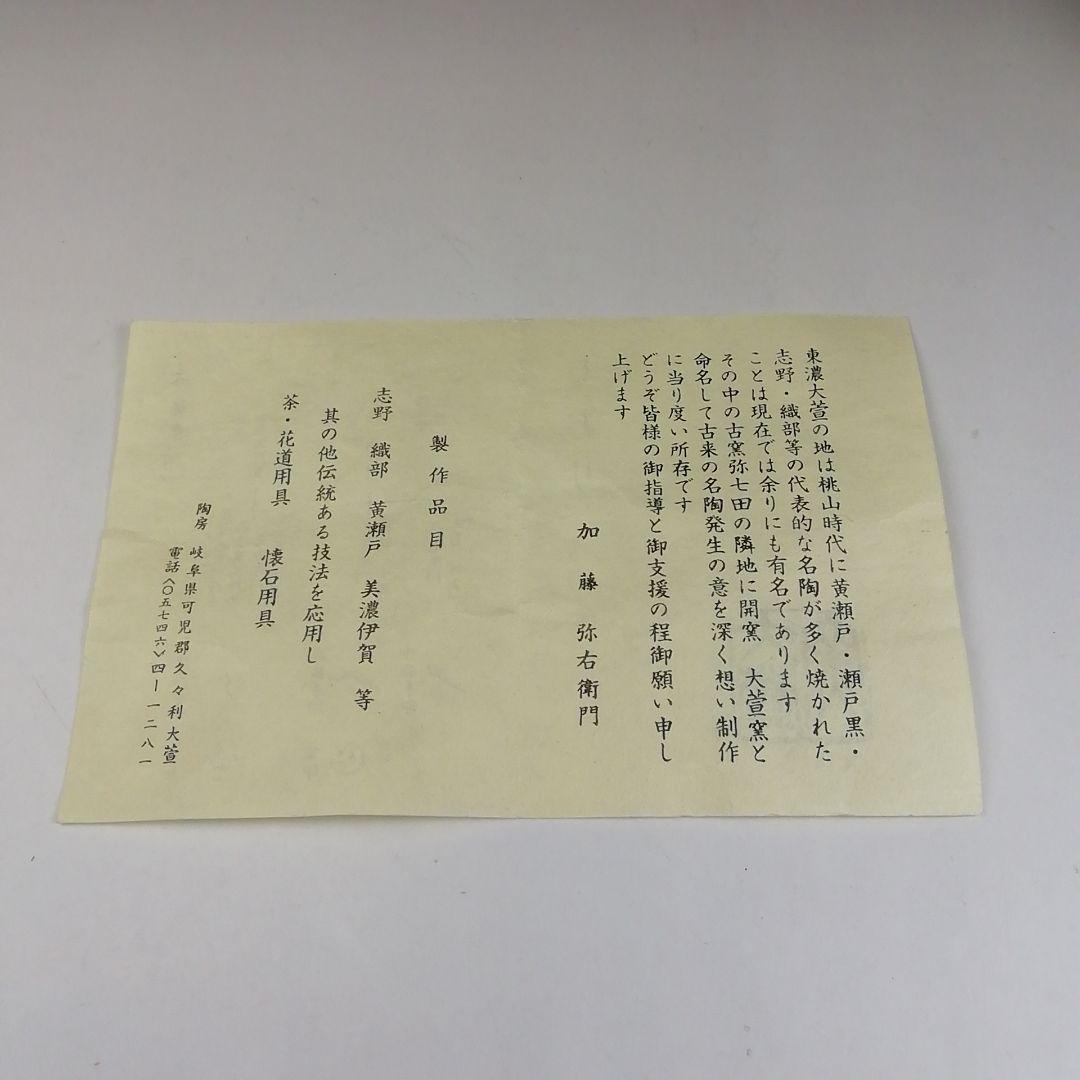 東濃大萱の地は桃山時代に黄瀬戸・瀬戸黒・
志野・織部等の代表的な名陶が多く焼かれた
ことは現在では余りにも有名であります
その中の古窯弥七田の隣地に開窯　大萱窯と
命名して古来の名陶発生の意を深く想い制作
に当り度い所存です
どうぞ皆様の御指導と御支援の程御願い申し
上げます
加藤弥右衛門
製作品目
志野　織部　黄瀬戸　美濃伊賀　等
其の他伝統ある技法を応用し
茶・花道用具　懐石用具
陶房　岐阜県可児郡久々利大萱
電話〈〇五七四六〉四ー一二八一